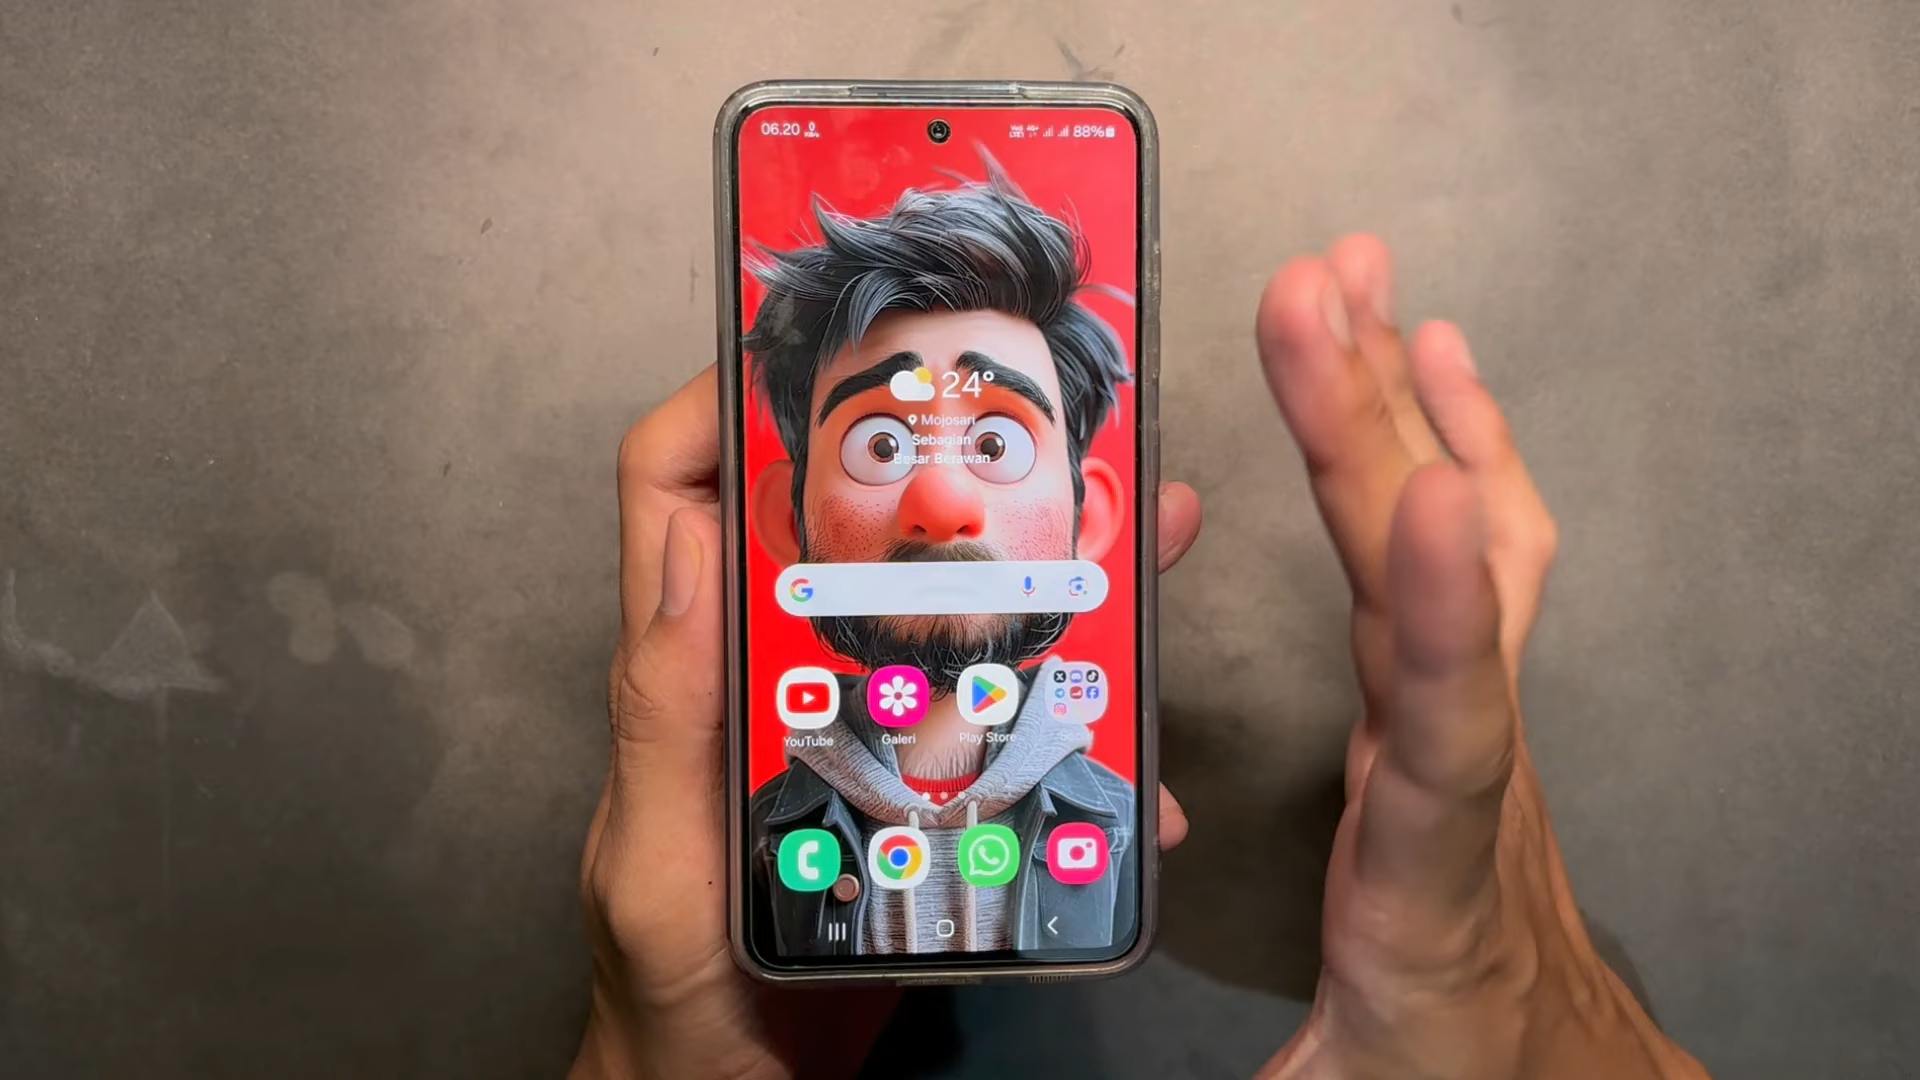 06.20
88%
24°
Mojosari
Sebagian
Besar Berawan
YouTube
Galeri
Play Store